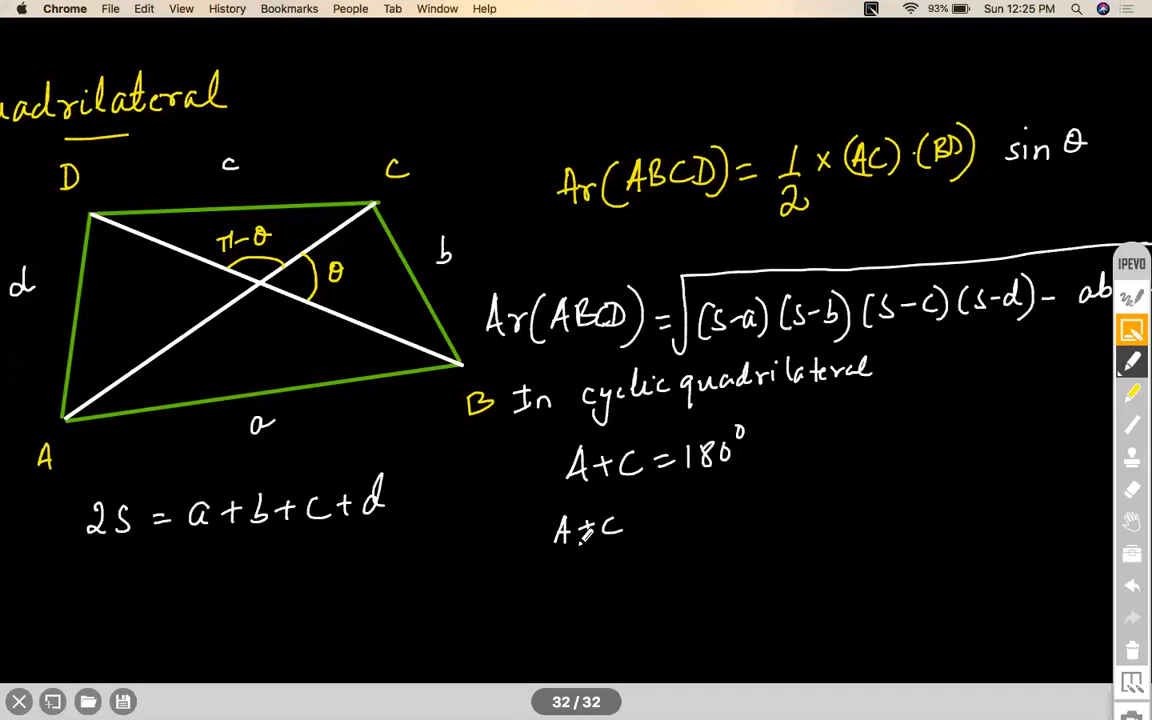 Chrome File Edit View History Bookmarks People Tab Window Help 93% Sun 12:25 PM
uadrilateral
D c C
Ar(ABCD) = 1/2 × (AC) · (BD) sin θ
π-θ
θ
d
b
IPEVO
Ar(ABCD) = √(s-a)(s-b)(s-c)(s-d) - ab
B In cyclic quadrilateral
a
A
A+C = 180°
2S = a+b+c+d
A+C
32 / 32